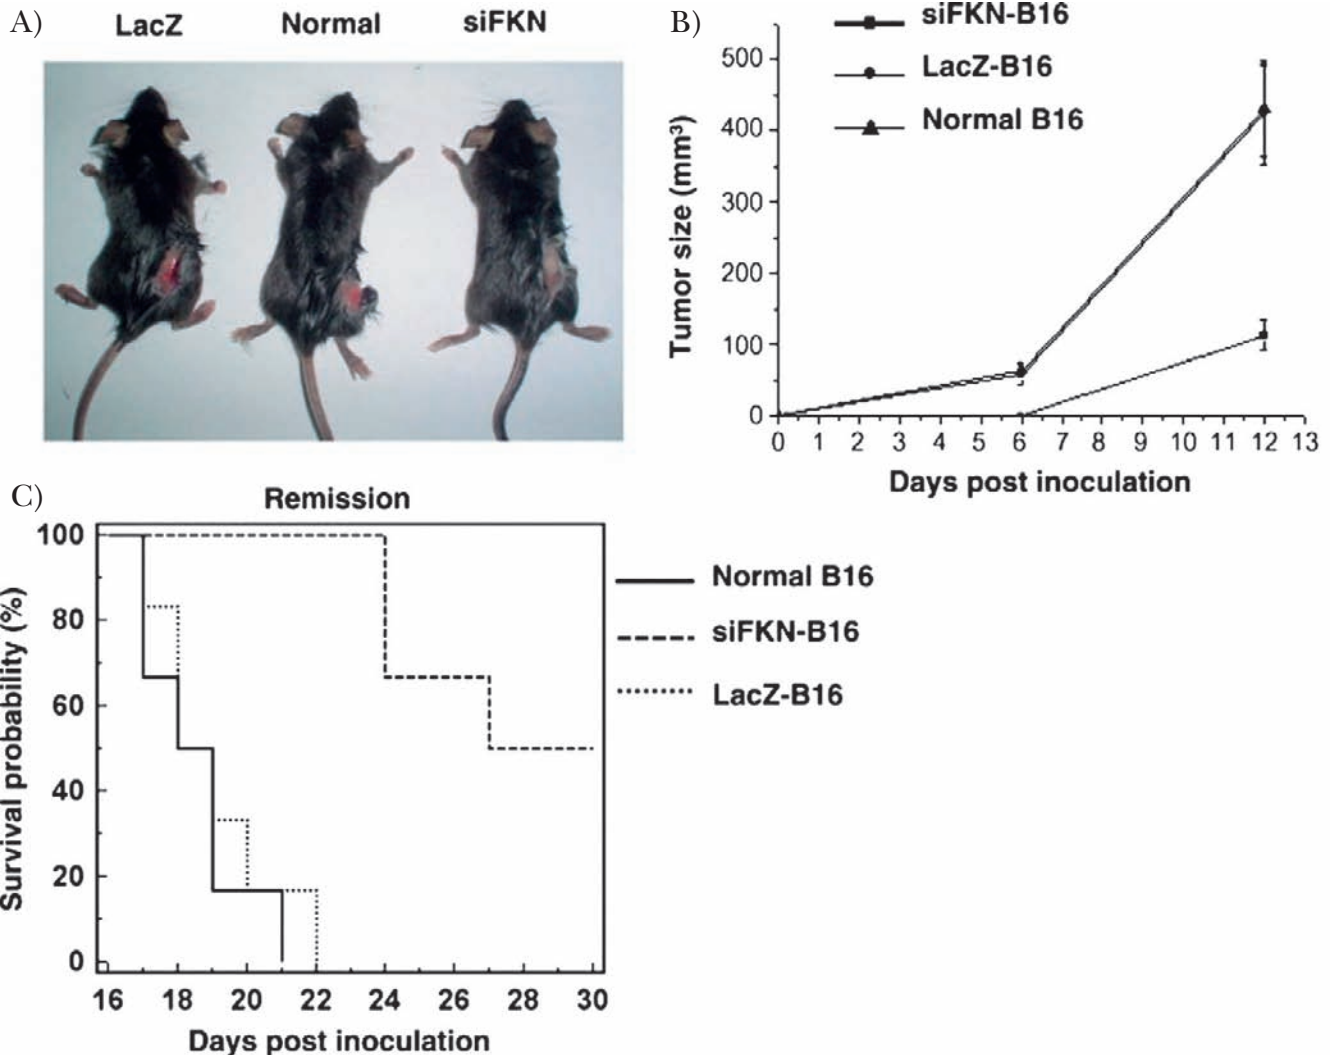 A)
LacZ Normal siFKN
B)
siFKN-B16
LacZ-B16
Normal B16
Tumor size (mm³)
500
400
300
200
100
0
0 1 2 3 4 5 6 7 8 9 10 11 12 13
Days post inoculation
C)
Remission
Survival probability (%)
100
80
60
40
20
0
16 18 20 22 24 26 28 30
Days post inoculation
Normal B16
siFKN-B16
LacZ-B16